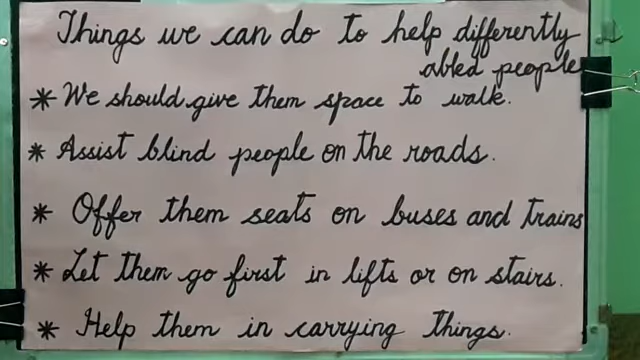 Things we can do to help differently
abled people
* We should give them space to walk.
* Assist blind people on the roads.
* Offer them seats on buses and trains
* Let them go first in lifts or on stairs.
* Help them in carrying things.